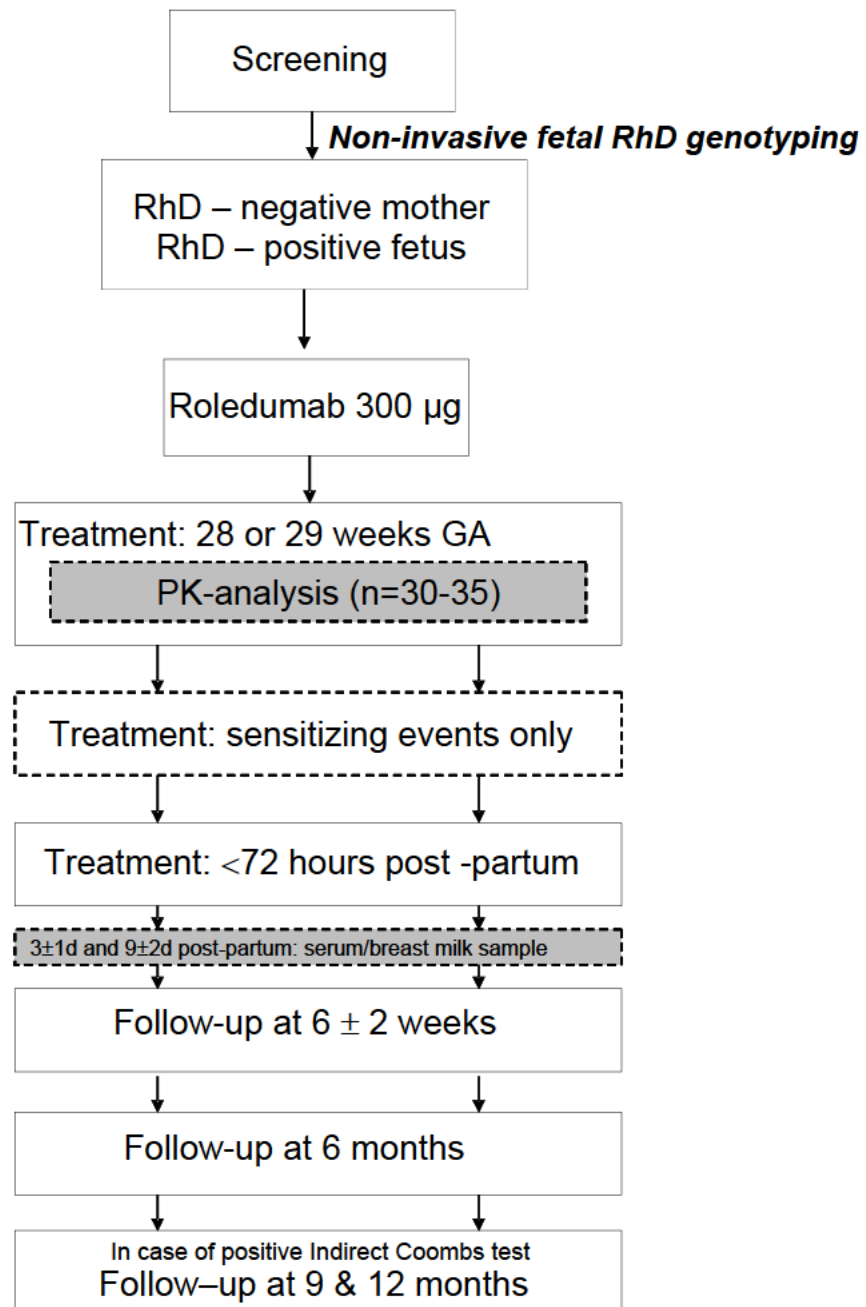 Screening
Non-invasive fetal RhD genotyping
RhD – negative mother
RhD – positive fetus
Roledumab 300 µg
Treatment: 28 or 29 weeks GA
PK-analysis (n=30-35)
Treatment: sensitizing events only
Treatment: <72 hours post -partum
3±1d and 9±2d post-partum: serum/breast milk sample
Follow-up at 6 ± 2 weeks
Follow-up at 6 months
In case of positive Indirect Coombs test
Follow–up at 9 & 12 months